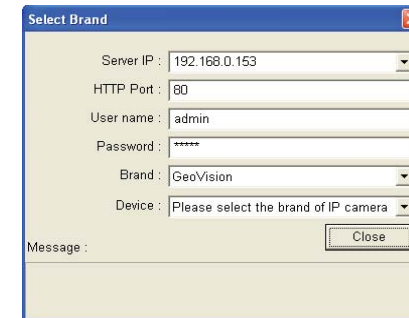 Select Brand
Server IP : 192.168.0.153
HTTP Port : 80
User name : admin
Password : *****
Brand : GeoVision
Device : Please select the brand of IP camera
Close
Message :